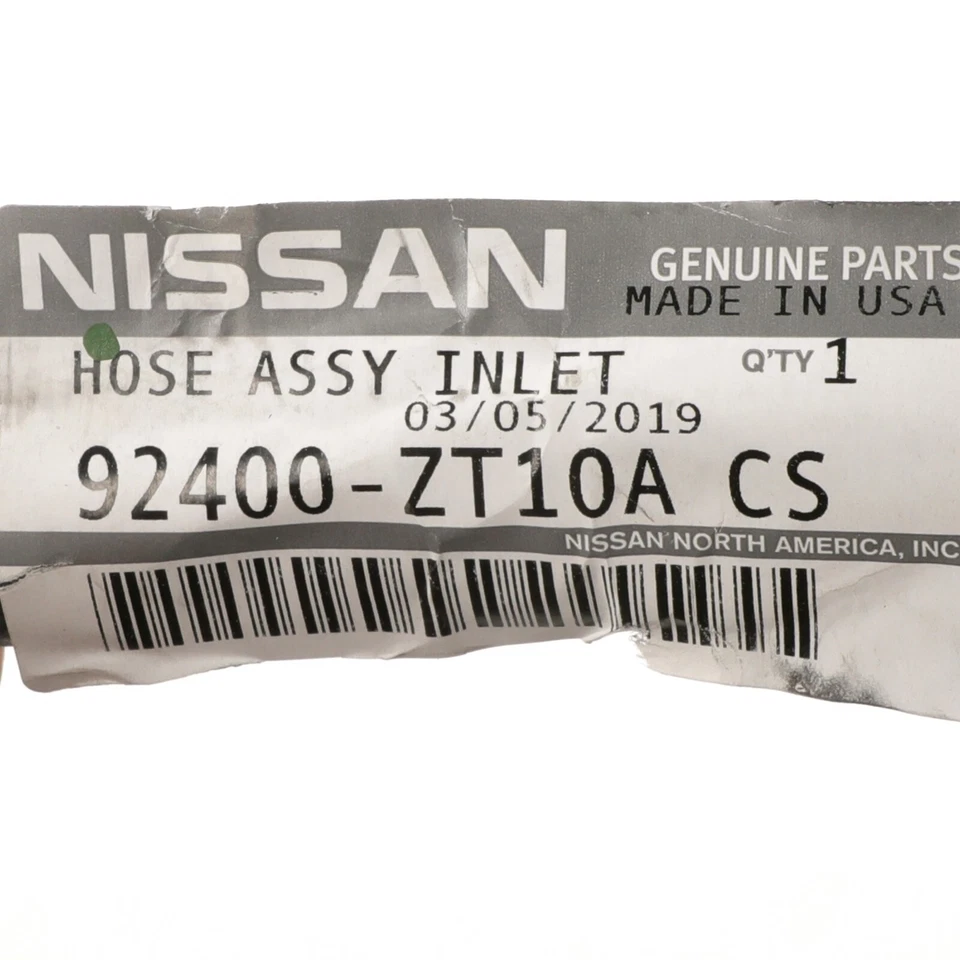 NISSAN
GENUINE PARTS
MADE IN USA
HOSE ASSY INLET
Q'TY 1
03/05/2019
92400-ZT10A CS
NISSAN NORTH AMERICA, INC